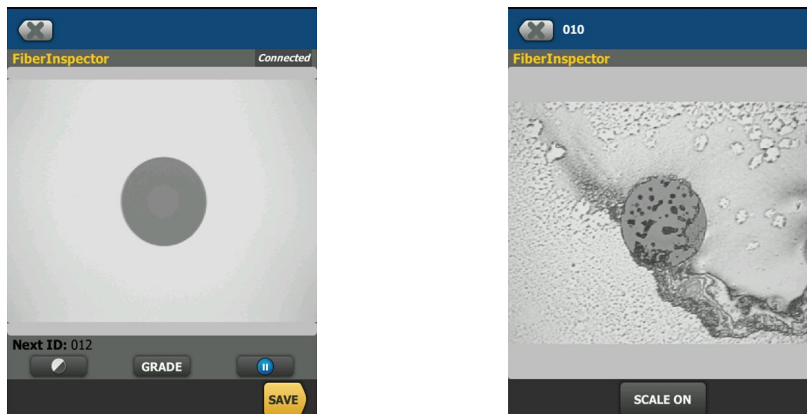 FiberInspector
Connected
Next ID: 012
GRADE
SAVE
010
FiberInspector
SCALE ON